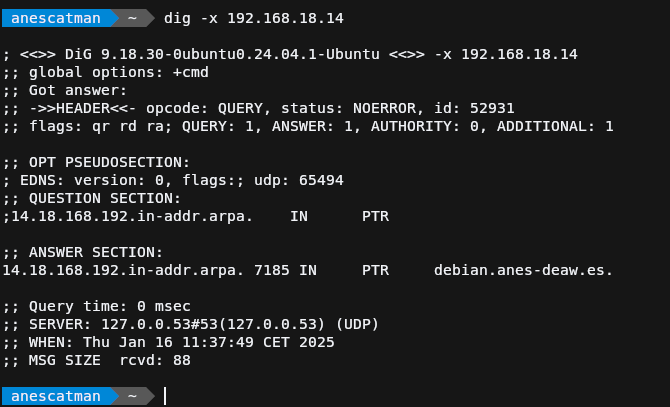 anescatman ~ dig -x 192.168.18.14
; <<>> DiG 9.18.30-0ubuntu0.24.04.1-Ubuntu <<>> -x 192.168.18.14
;; global options: +cmd
;; Got answer:
;; ->>HEADER<<- opcode: QUERY, status: NOERROR, id: 52931
;; flags: qr rd ra; QUERY: 1, ANSWER: 1, AUTHORITY: 0, ADDITIONAL: 1
;; OPT PSEUDOSECTION:
; EDNS: version: 0, flags:; udp: 65494
;; QUESTION SECTION:
;14.18.168.192.in-addr.arpa.    IN      PTR
;; ANSWER SECTION:
14.18.168.192.in-addr.arpa. 7185 IN     PTR     debian.anes-deaw.es.
;; Query time: 0 msec
;; SERVER: 127.0.0.53#53(127.0.0.53) (UDP)
;; WHEN: Thu Jan 16 11:37:49 CET 2025
;; MSG SIZE  rcvd: 88
anescatman ~